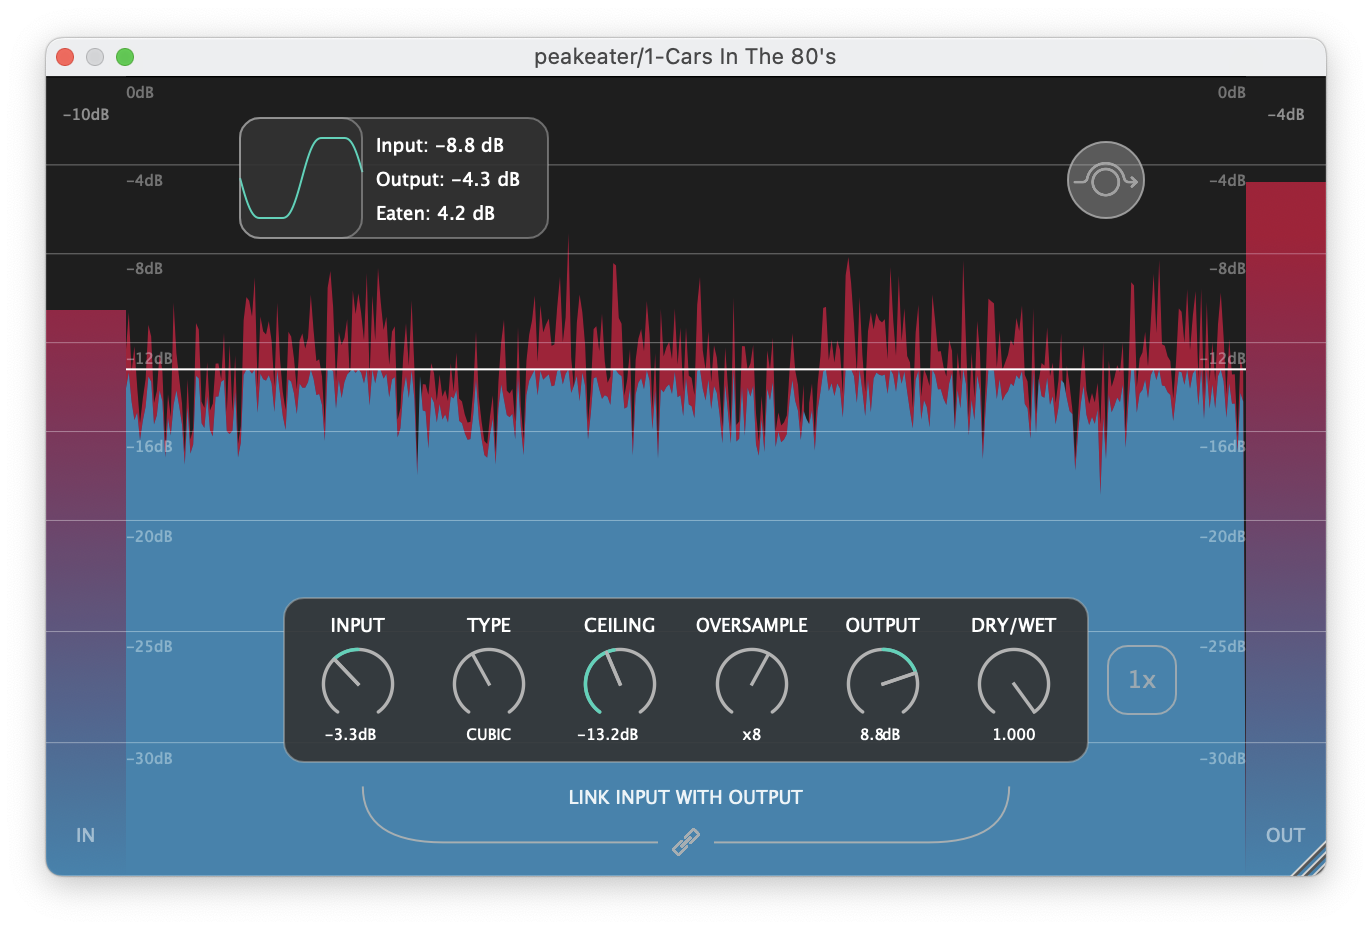 peakeater/1-Cars In The 80's
0dB
0dB
-10dB
-4dB
Input: -8.8 dB
Output: -4.3 dB
Eaten: 4.2 dB
-4dB
-4dB
-8dB
-8dB
-12dB
-12dB
-16dB
-16dB
-20dB
-20dB
INPUT
TYPE
CEILING
OVERSAMPLE
OUTPUT
DRY/WET
-25dB
-25dB
1x
-3.3dB
CUBIC
-13.2dB
x8
8.8dB
1.000
-30dB
-30dB
LINK INPUT WITH OUTPUT
IN
OUT